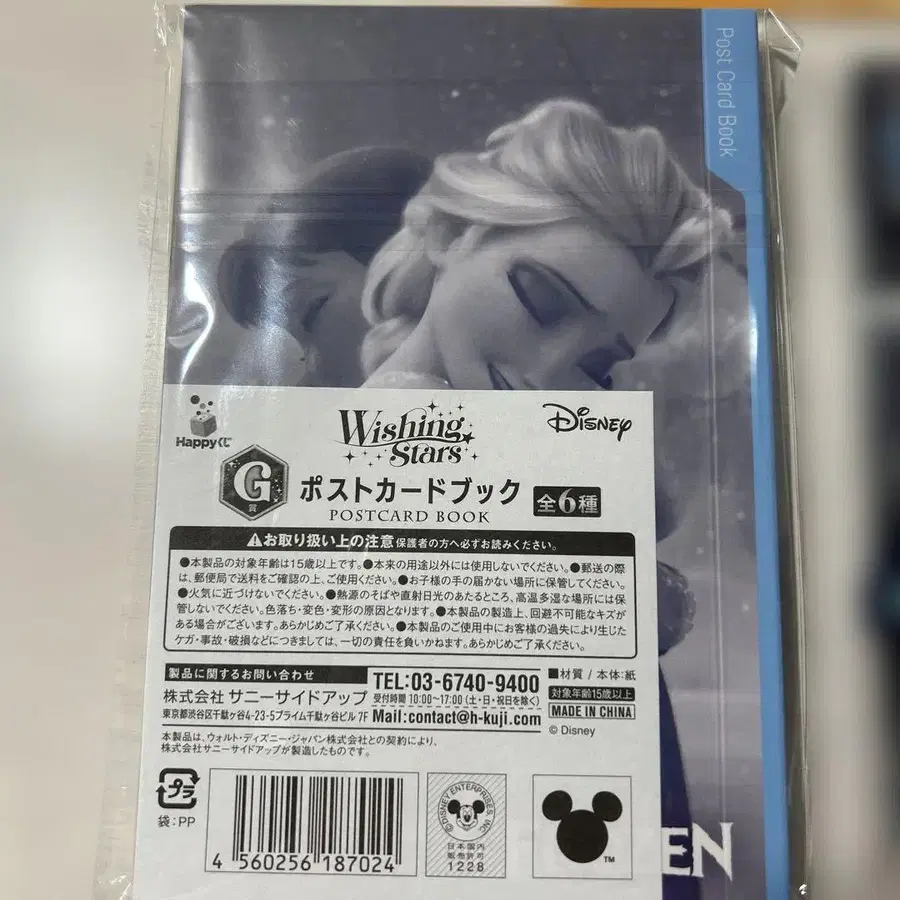 Post Card Book
Happyくじ
Wishing Stars
Disney
G賞
ポストカードブック
全6種
POSTCARD BOOK
⚠お取り扱い上の注意 保護者の方へ必ずお読みください。
●本製品の対象年齢は15歳以上です。●本来の用途以外には使用しないでください。●郵送の際
は、郵便局で送料をご確認の上、ご使用ください。●お子様の手の届かない場所に保管してください。
●火気に近づけないでください。●熱源のそばや直射日光のあたるところ、高温多湿な場所には保
管しないでください。色落ち・変色・変形の原因となります。●本製品の製造上、回避不可能なキズが
ある場合がございます。あらかじめご了承ください。●本製品のご使用中にお客様の過失により生じた
ケガ・事故・破損などにつきましては、一切の責任を負いかねます。あらかじめご了承ください。
製品に関するお問い合わせ
株式会社 サニーサイドアップ
東京都渋谷区千駄ヶ谷4-23-5プライム千駄ヶ谷ビル 7F
TEL:03-6740-9400
受付時間 10:00〜17:00 (土・日・祝日を除く)
Mail:contact@h-kuji.com
■材質/本体:紙
対象年齢15歳以上
MADE IN CHINA
© Disney
本製品は、ウォルト・ディズニー・ジャパン株式会社との契約により、
株式会社サニーサイドアップが製造したものです。
プラ
袋:PP
4 560256 187024
©DISNEY ENTERPRISES, INC.
日本国内
販売許可
1228
TM
EN